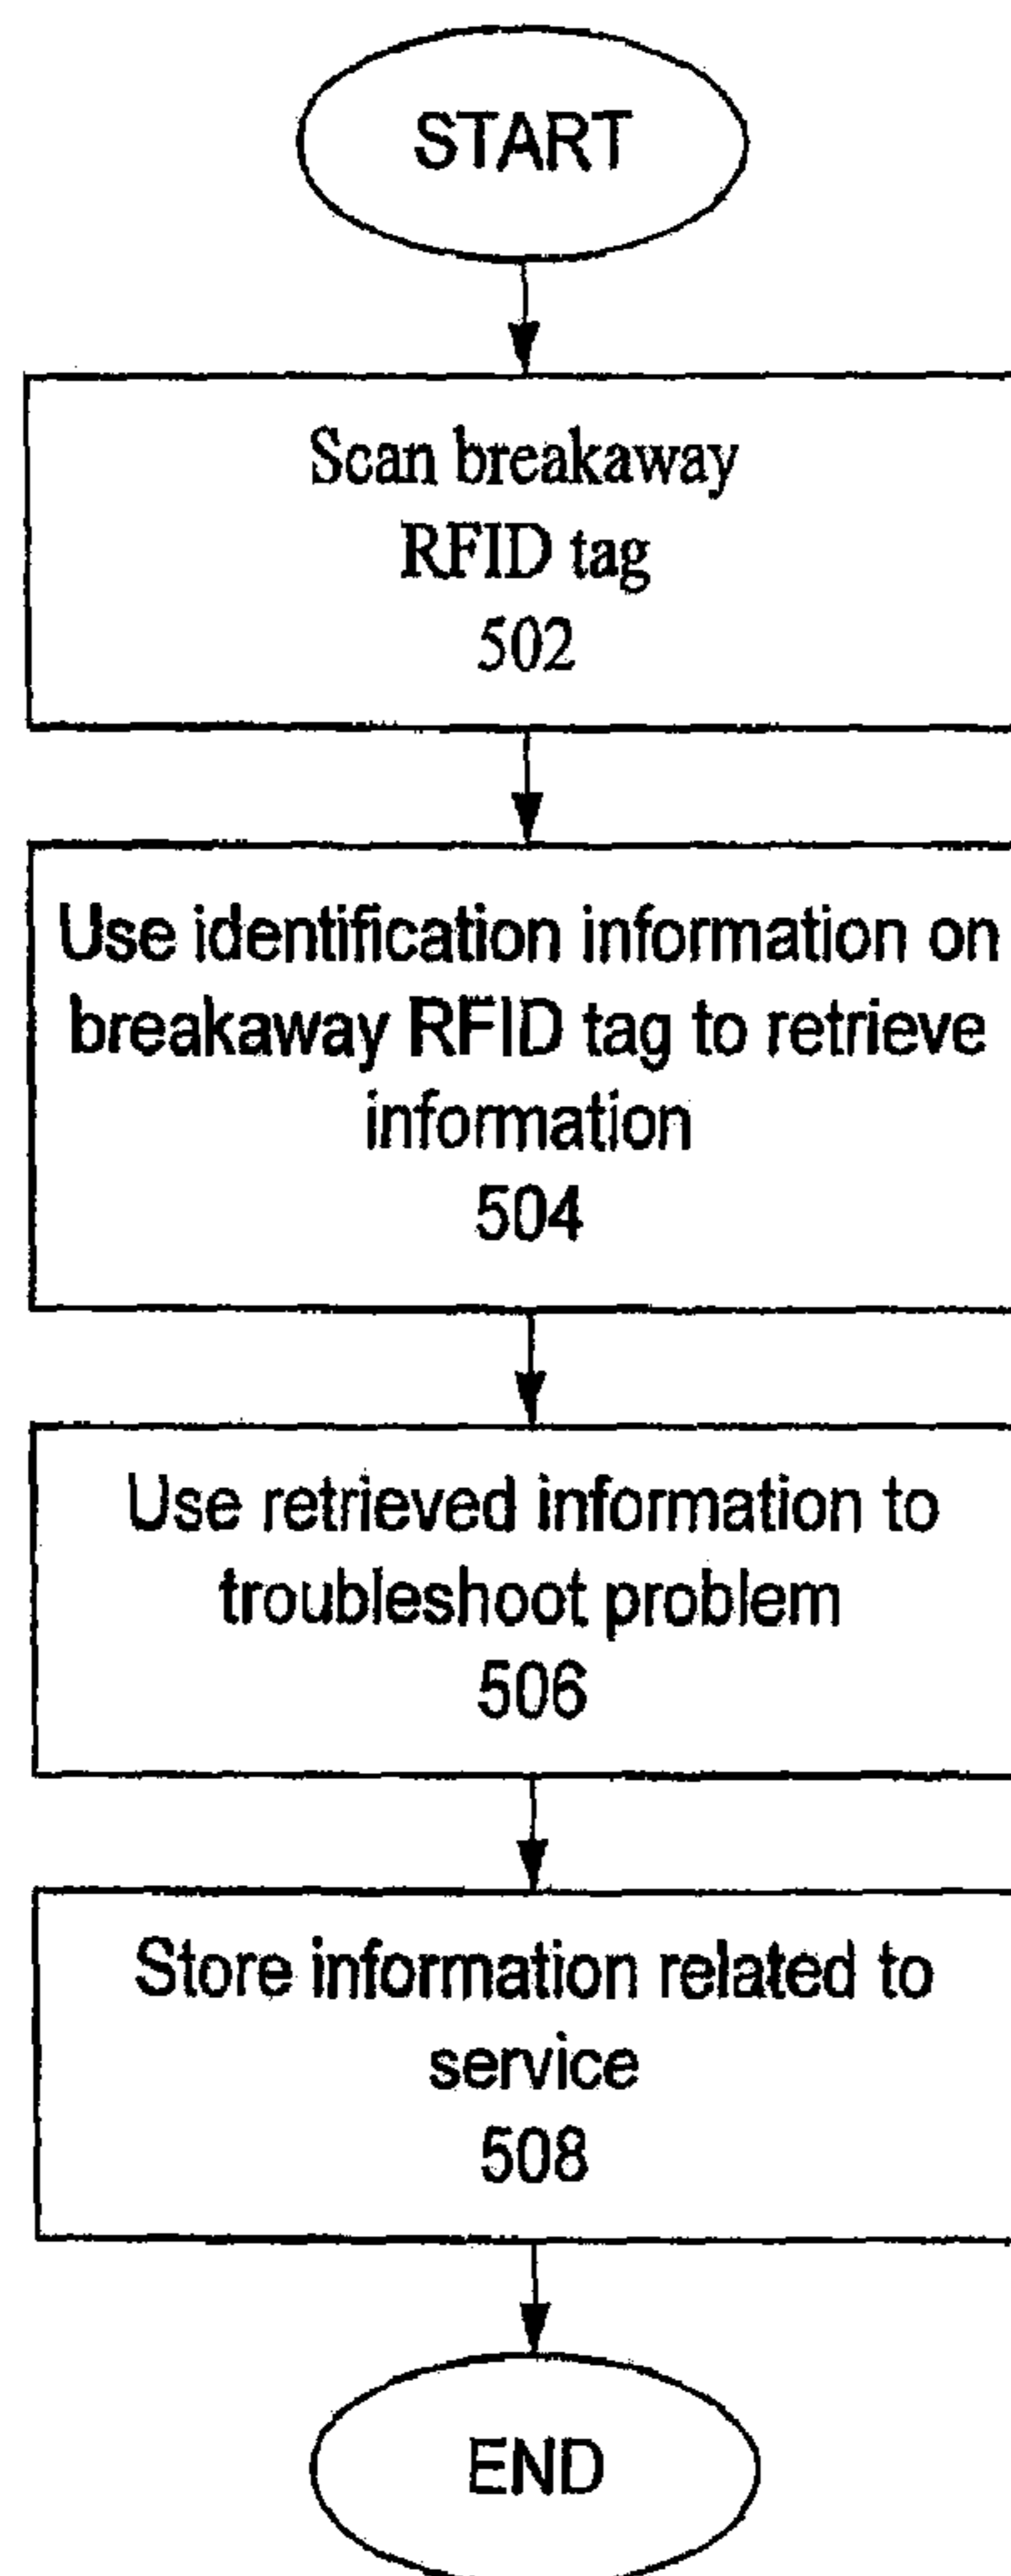 START
Scan breakaway
RFID tag
502
Use identification information on
breakaway RFID tag to retrieve
information
504
Use retrieved information to
troubleshoot problem
506
Store information related to
service
508
END